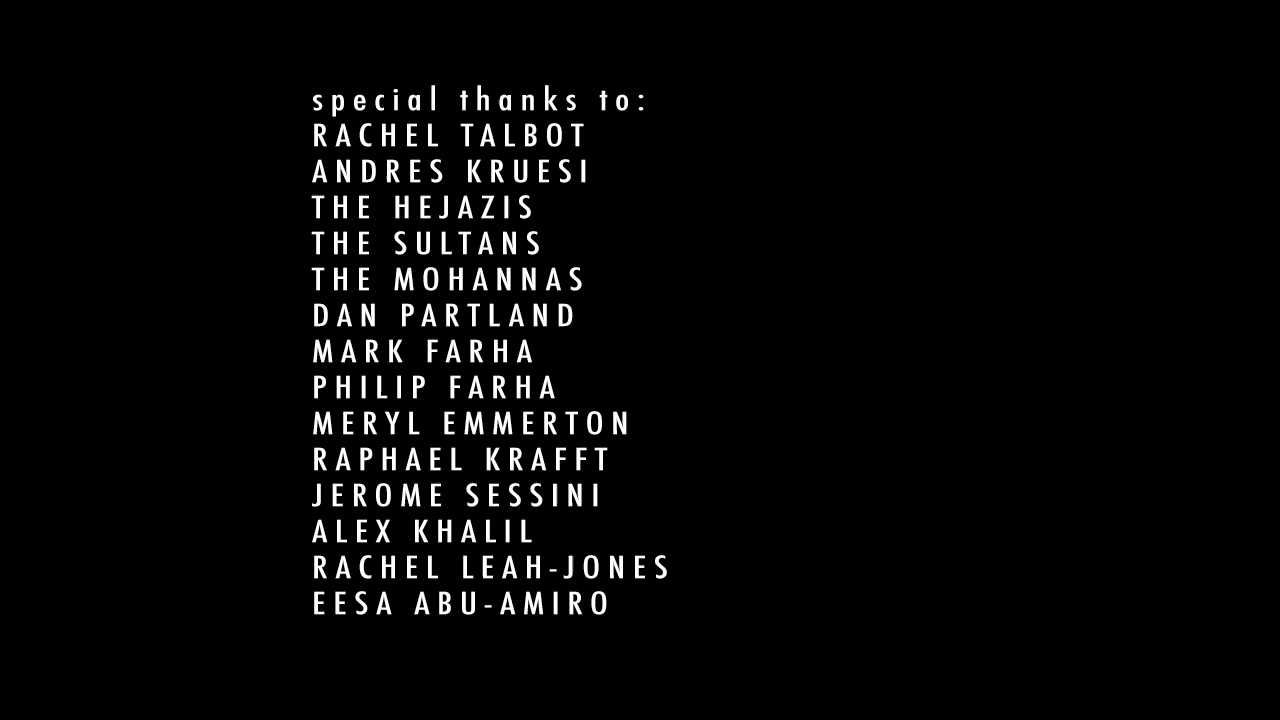 special thanks to:
RACHEL TALBOT
ANDRES KRUESI
THE HEJAZIS
THE SULTANS
THE MOHANNAS
DAN PARTLAND
MARK FARHA
PHILIP FARHA
MERYL EMMERTON
RAPHAEL KRAFFT
JEROME SESSINI
ALEX KHALIL
RACHEL LEAH-JONES
EESA ABU-AMIRO